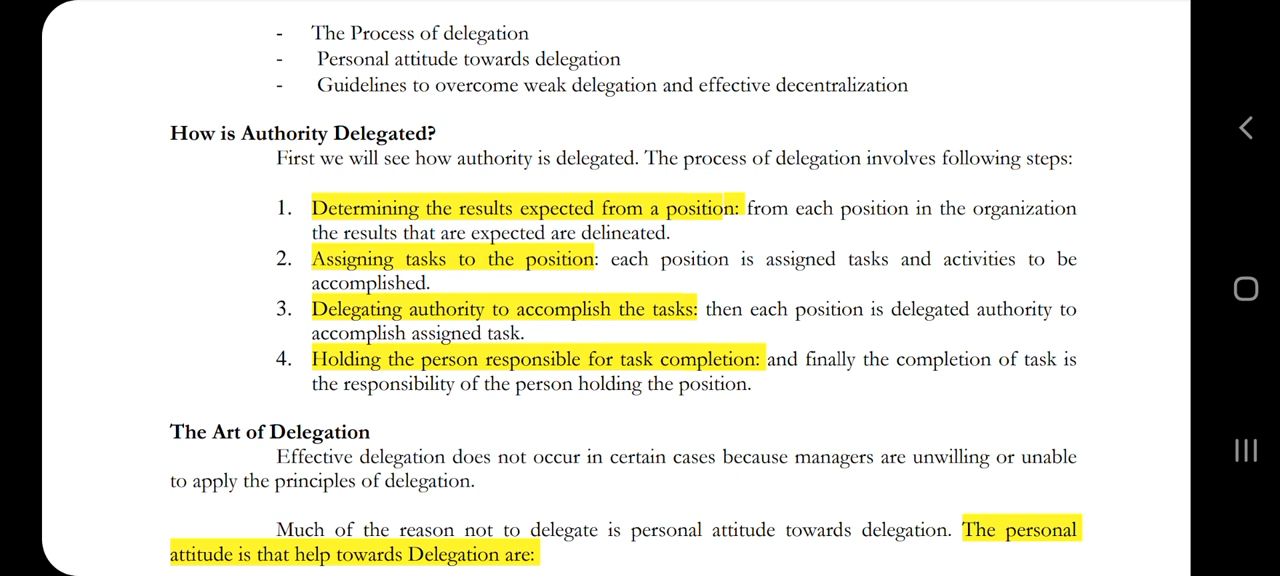 - The Process of delegation
- Personal attitude towards delegation
- Guidelines to overcome weak delegation and effective decentralization
How is Authority Delegated?
First we will see how authority is delegated. The process of delegation involves following steps:
1. Determining the results expected from a position: from each position in the organization
the results that are expected are delineated.
2. Assigning tasks to the position: each position is assigned tasks and activities to be
accomplished.
3. Delegating authority to accomplish the tasks: then each position is delegated authority to
accomplish assigned task.
4. Holding the person responsible for task completion: and finally the completion of task is
the responsibility of the person holding the position.
The Art of Delegation
Effective delegation does not occur in certain cases because managers are unwilling or unable
to apply the principles of delegation.
Much of the reason not to delegate is personal attitude towards delegation. The personal
attitude is that help towards Delegation are: